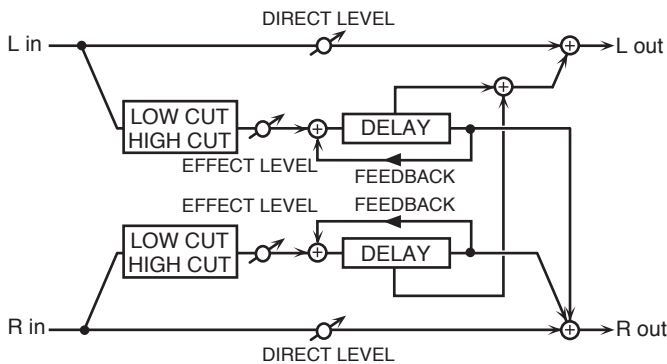 DIRECT LEVEL
L in
L out
LOW CUT
HIGH CUT
DELAY
EFFECT LEVEL
FEEDBACK
EFFECT LEVEL
FEEDBACK
LOW CUT
HIGH CUT
DELAY
R in
R out
DIRECT LEVEL